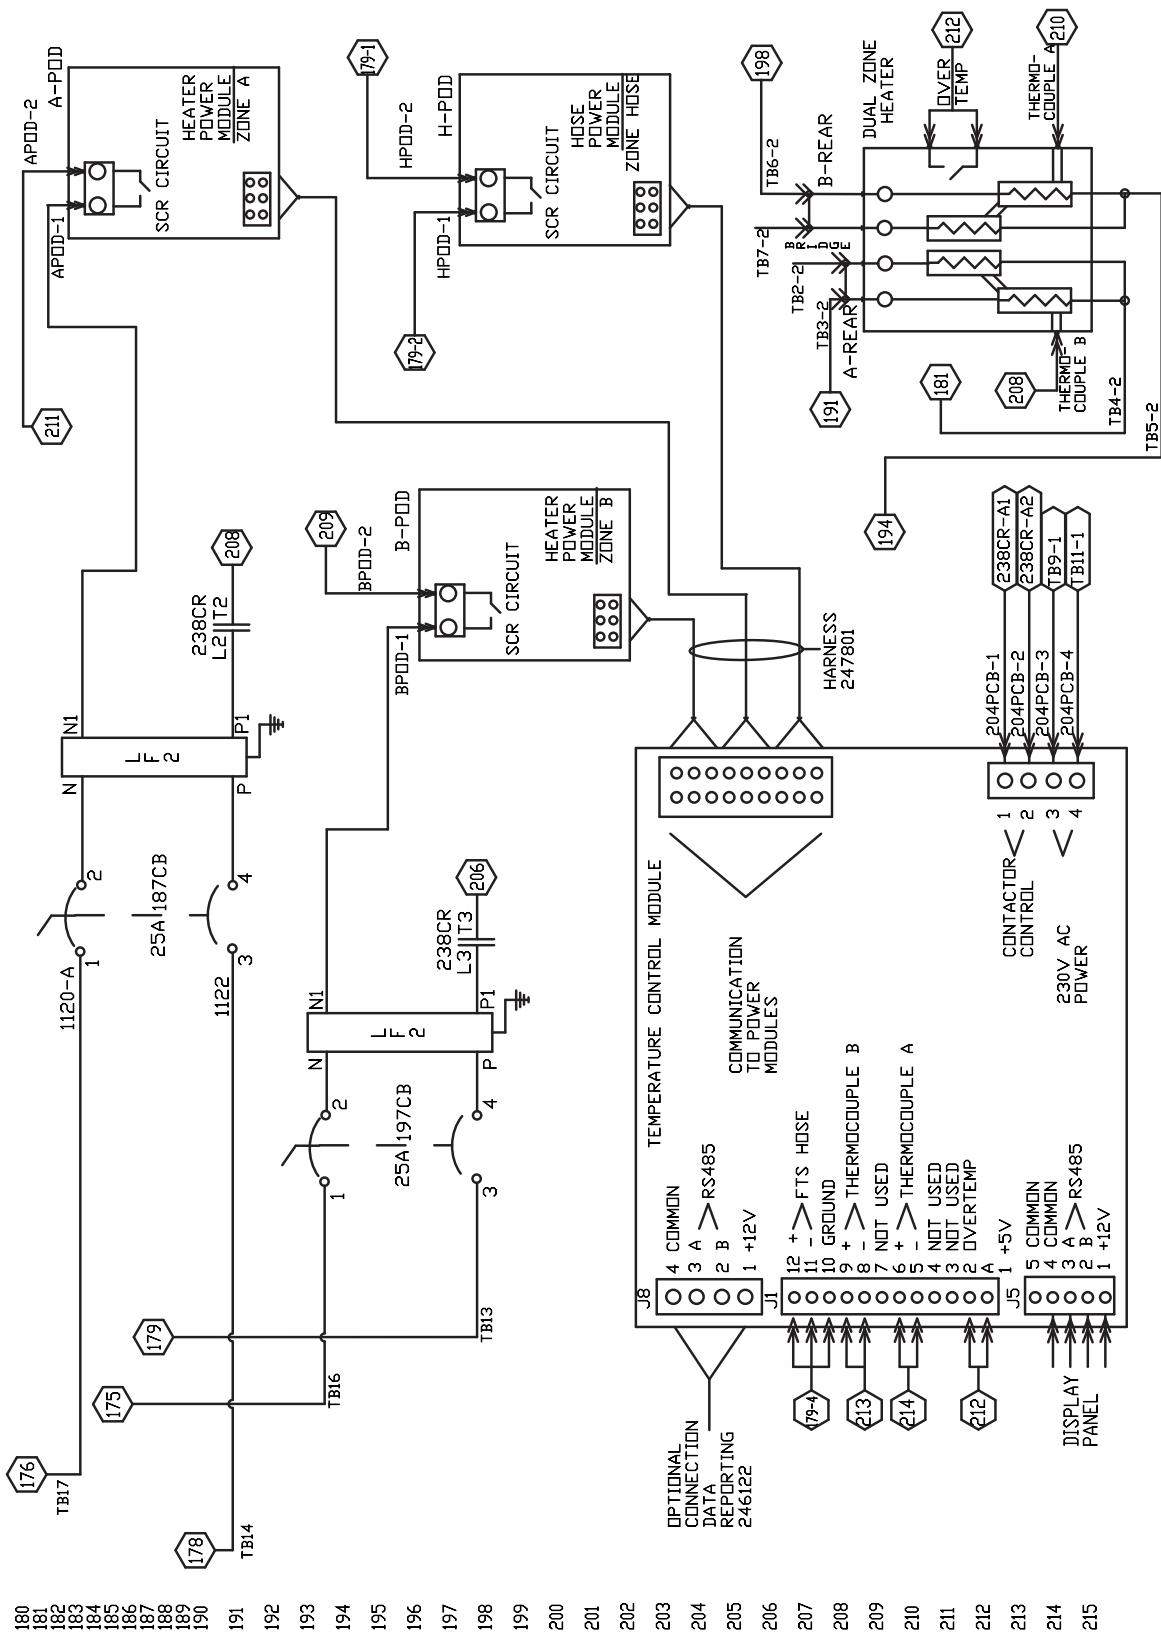 180
181
182
183
184
185
186
187
188
189
190
191
192
193
194
195
196
197
198
199
200
201
202
203
204
205
206
207
208
209
210
211
212
213
214
215
176
TB17
178
TB14
175
TB16
179
TB13
1120-A
1
2
25A 187CB
1122
3
4
N
N1
LF2
P
P1
238CR
L2 T2
208
1
2
25A 197CB
3
4
N
N1
LF2
P
P1
238CR
L3 T3
206
211
APOD-2
APOD-1
A-POD
HEATER
POWER
MODULE
ZONE A
SCR CIRCUIT
179-1
179-2
HPOD-2
HPOD-1
H-POD
HOSE
POWER
MODULE
ZONE HOSE
SCR CIRCUIT
209
BPOD-2
BPOD-1
B-POD
HEATER
POWER
MODULE
ZONE B
SCR CIRCUIT
HARNESS
247801
198
TB6-2
B-REAR
TB7-2
BRIDGE
TB2-2
TB3-2
A-REAR
191
DUAL ZONE
HEATER
212
OVER
TEMP
210
THERMO-
COUPLE A
181
208
THERMO-
COUPLE B
TB4-2
TB5-2
194
TEMPERATURE CONTROL MODULE
COMMUNICATION
TO POWER
MODULES
J8
4 COMMON
3 A
RS485
2 B
1 +12V
OPTIONAL
CONNECTION
DATA
REPORTING
246122
J1
12 +
FTS HOSE
11 -
10 GROUND
9 +
THERMOCOUPLE B
8 -
7 NOT USED
6 +
THERMOCOUPLE A
5 -
4 NOT USED
3 NOT USED
2 OVERTEMP
A
1 +5V
179-4
213
214
212
J5
5 COMMON
4 COMMON
3 A
RS485
2 B
1 +12V
DISPLAY
PANEL
CONTACTOR
CONTROL
1
2
3
4
230V AC
POWER
204PCB-1
204PCB-2
204PCB-3
204PCB-4
238CR-A1
238CR-A2
TB9-1
TB11-1